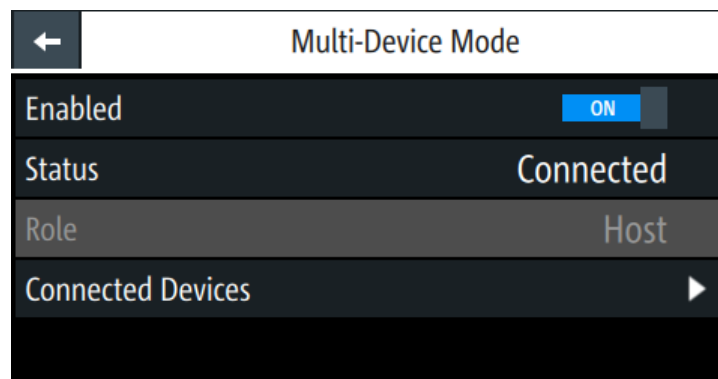 Multi-Device Mode
Enabled ON
Status Connected
Role Host
Connected Devices